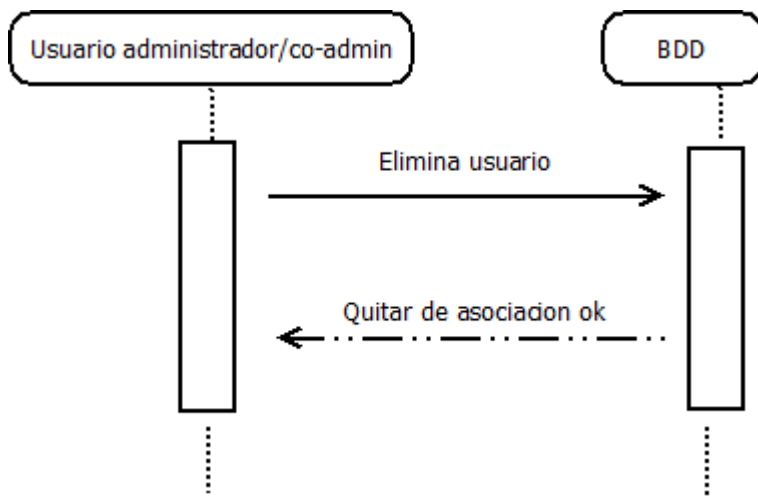 Usuario administrador/co-admin
BDD
Elimina usuario
Quitar de asociacion ok